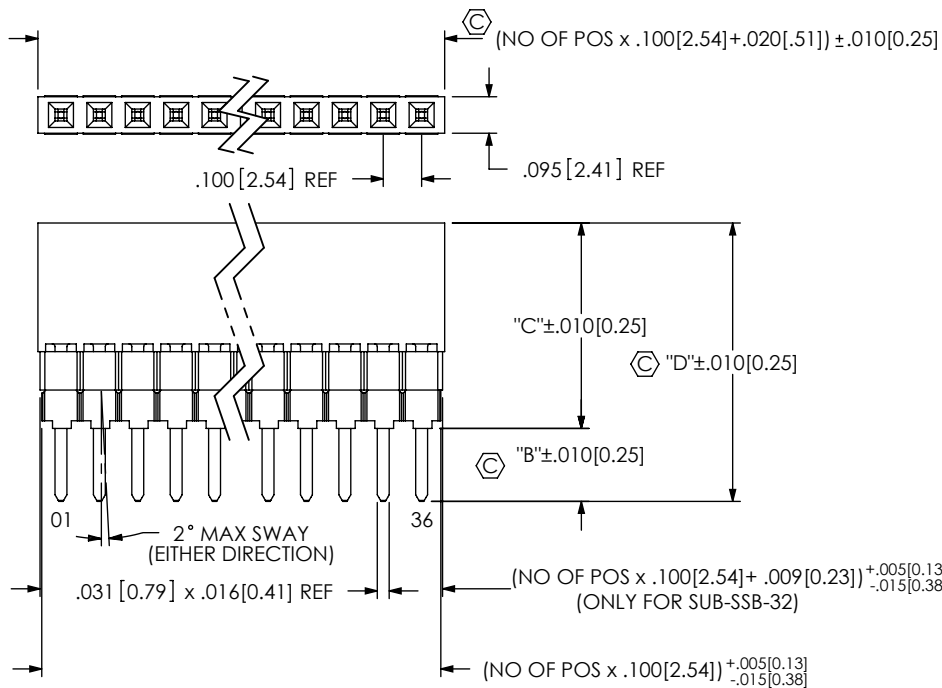 C (NO OF POS x .100[2.54]+.020[.51]) ±.010[0.25]
.100[2.54] REF
.095[2.41] REF
"C"±.010[0.25]
C "D"±.010[0.25]
C "B"±.010[0.25]
01
36
2° MAX SWAY
(EITHER DIRECTION)
.031[0.79] x .016[0.41] REF
(NO OF POS x .100[2.54]+ .009[0.23]) +.005[0.13
-.015[0.38
(ONLY FOR SUB-SSB-32)
(NO OF POS x .100[2.54]) +.005[0.13]
-.015[0.38]